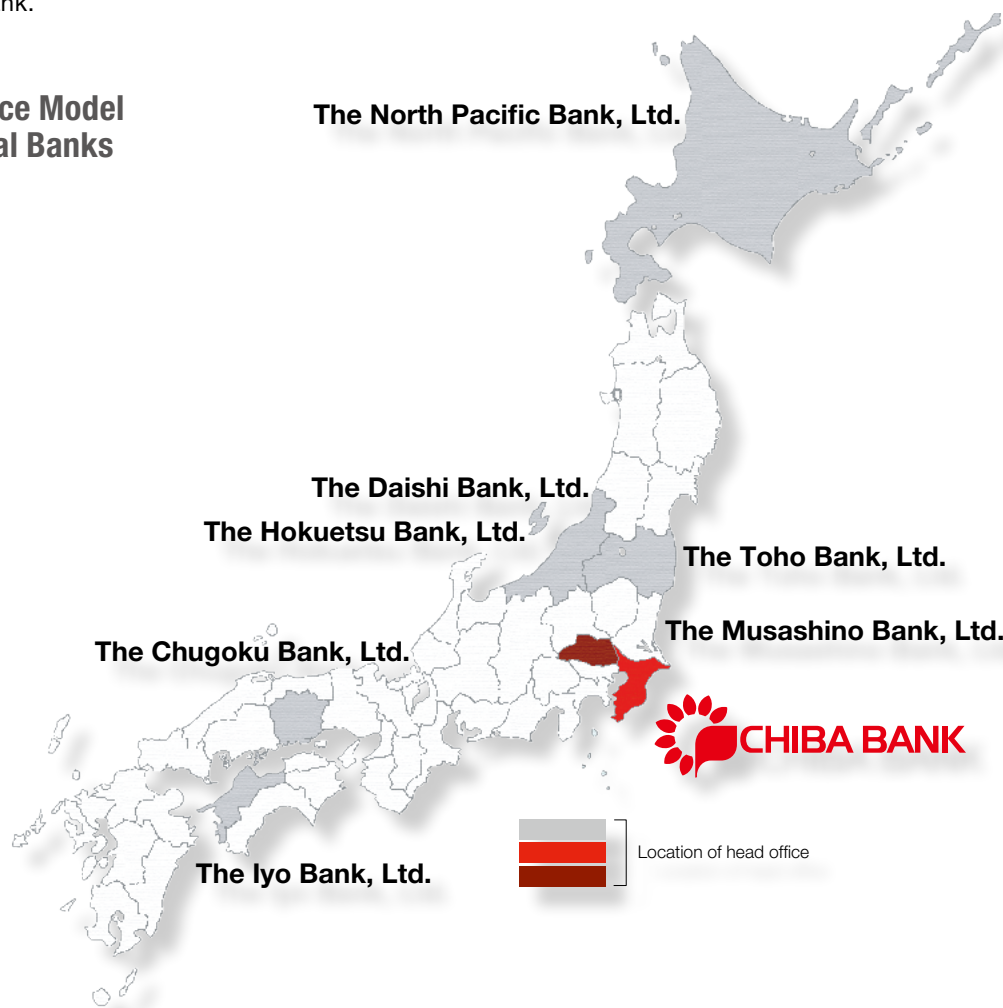 ce Model
al Banks
The North Pacific Bank, Ltd.
The Daishi Bank, Ltd.
The Hokuetsu Bank, Ltd.
The Toho Bank, Ltd.
The Musashino Bank, Ltd.
The Chugoku Bank, Ltd.
CHIBA BANK
Location of head office
The Iyo Bank, Ltd.